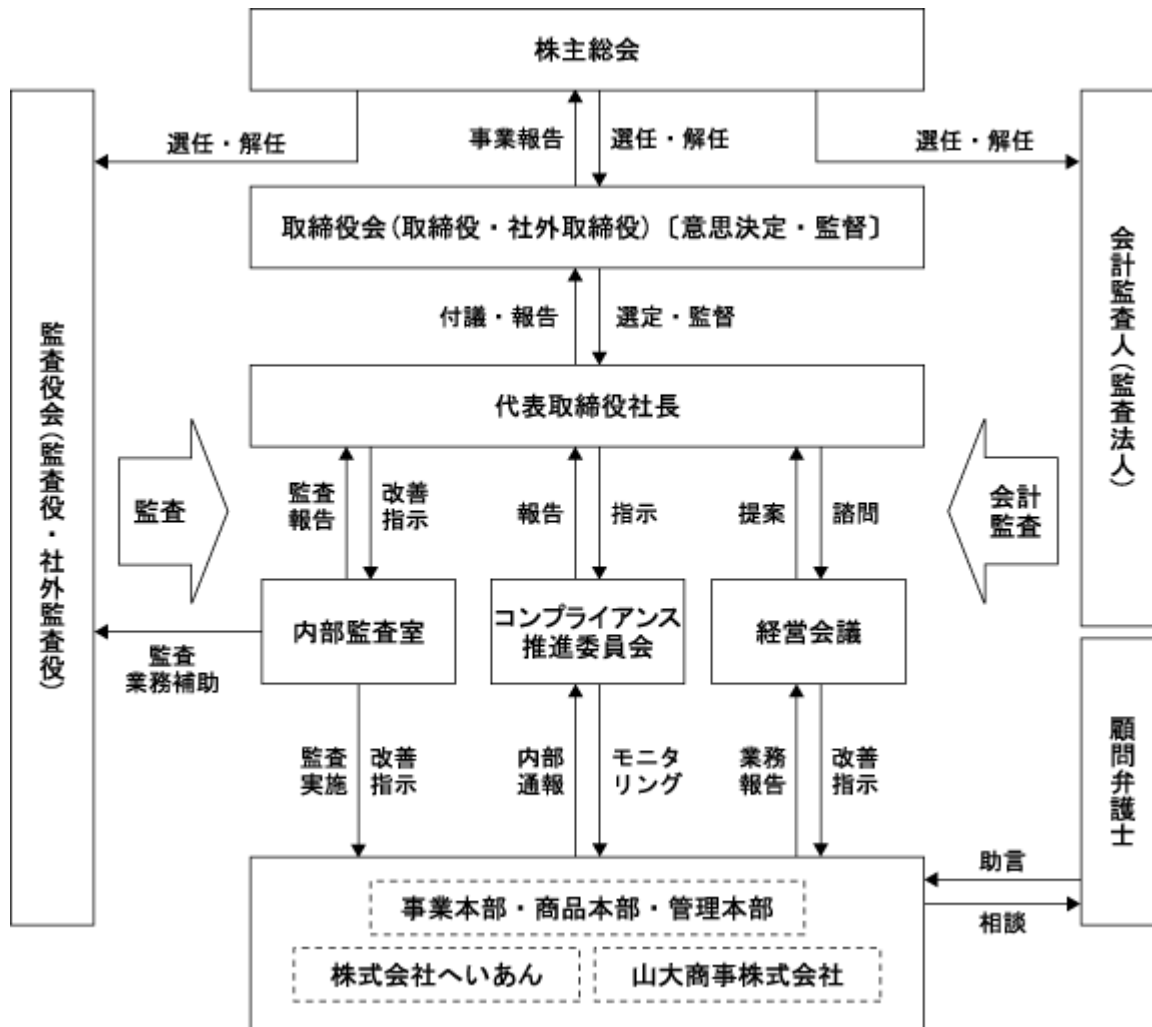 株主総会
選任・解任
事業報告
選任・解任
選任・解任
取締役会(取締役・社外取締役)〔意思決定・監督〕
付議・報告
選定・監督
代表取締役社長
監査役会(監査役・社外監査役)
会計監査人(監査法人)
監査
会計
監査
監査
報告
改善
指示
報告
指示
提案
諮問
内部監査室
コンプライアンス
推進委員会
経営会議
監査
業務補助
監査
実施
改善
指示
内部
通報
モニタ
リング
業務
報告
改善
指示
顧問弁護士
助言
相談
事業本部・商品本部・管理本部
株式会社へいあん
山大商事株式会社